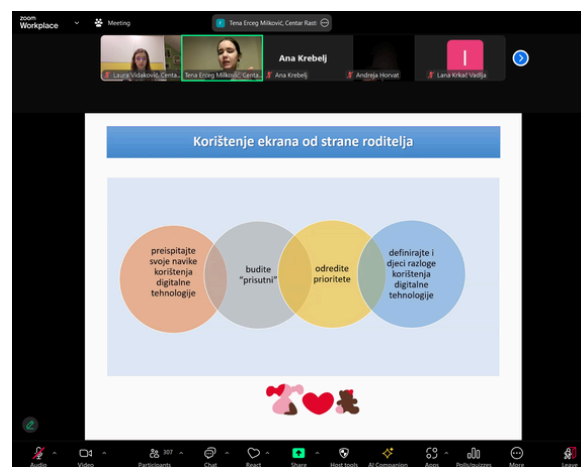 zoom
Workplace
Meeting
Tena Erceg Milković, Centar Rasti
Laura Vidaković, Centa...
Tena Erceg Milković, Centa...
Ana Krebelj
Ana Krebelj
Andreja Horvat
L
Lana Krkač Vadlja
Korištenje ekrana od strane roditelja
preispitajte
svoje navike
korištenja
digitalne
tehnologije
budite
"prisutni"
odredite
prioritete
definirajte i
djeci razloge
korištenja
digitalne
tehnologije
307
Audio
Video
Participants
Chat
React
Share
Host tools
AI Companion
Apps
Polls/quizzes
More
Leave